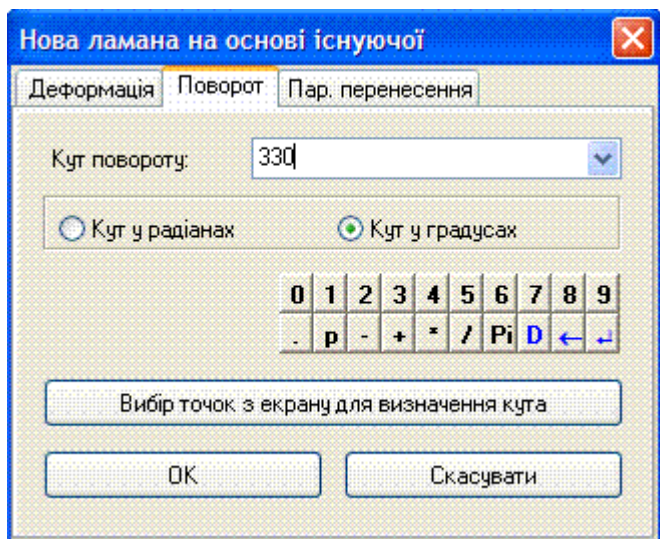 Нова ламана на основі існуючої
Деформація Поворот Пар. перенесення
Кут повороту: 330
Кут у радіанах Кут у градусах
0 1 2 3 4 5 6 7 8 9
. p - + * / Pi D ← ↵
Вибір точок з екрану для визначення кута
OK Скасувати